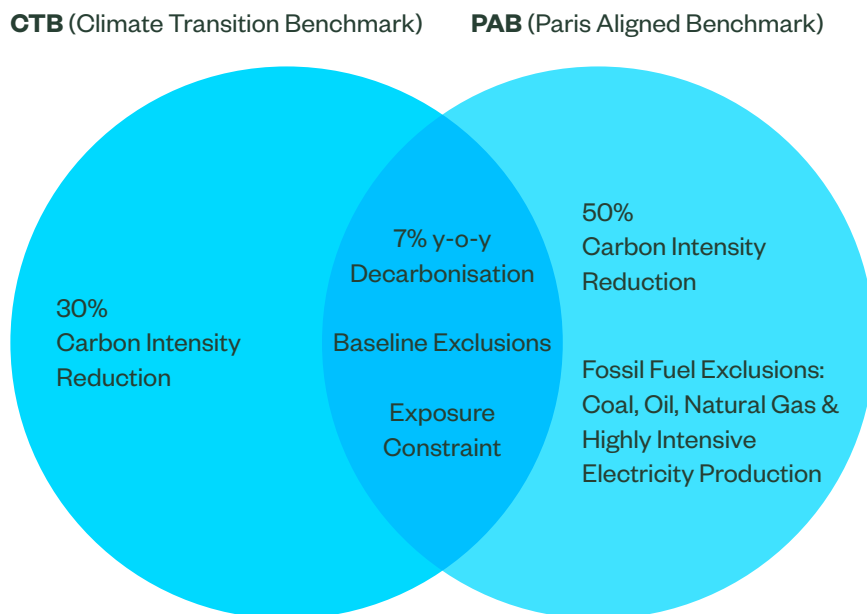 CTB (Climate Transition Benchmark)
PAB (Paris Aligned Benchmark)
30%
Carbon Intensity
Reduction
7% y-o-y
Decarbonisation
Baseline Exclusions
Exposure
Constraint
50%
Carbon Intensity
Reduction
Fossil Fuel Exclusions:
Coal, Oil, Natural Gas &
Highly Intensive
Electricity Production